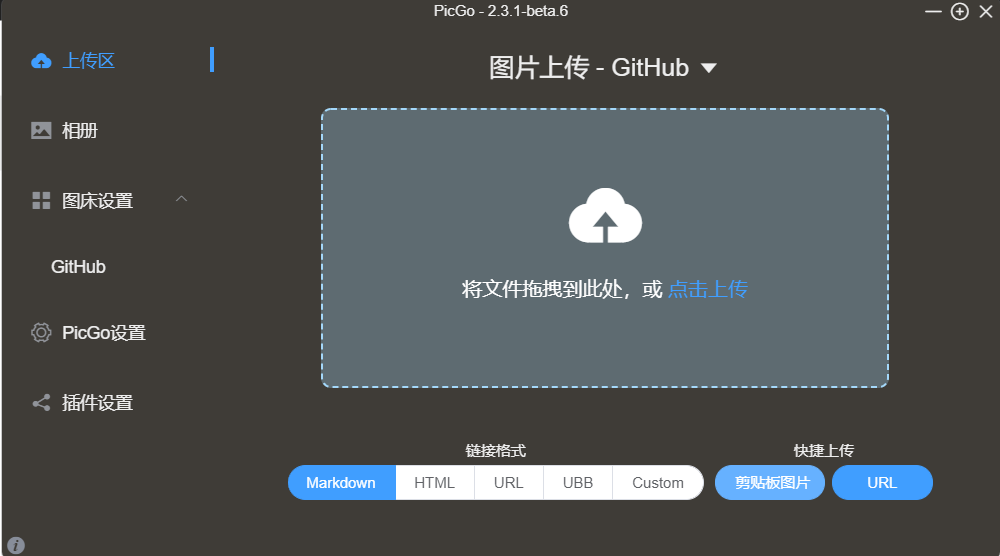 PicGo - 2.3.1-beta.6
上传区
相册
图床设置
GitHub
PicGo设置
插件设置
图片上传 - GitHub
将文件拖拽到此处，或 点击上传
链接格式
Markdown HTML URL UBB Custom
快捷上传
剪贴板图片 URL